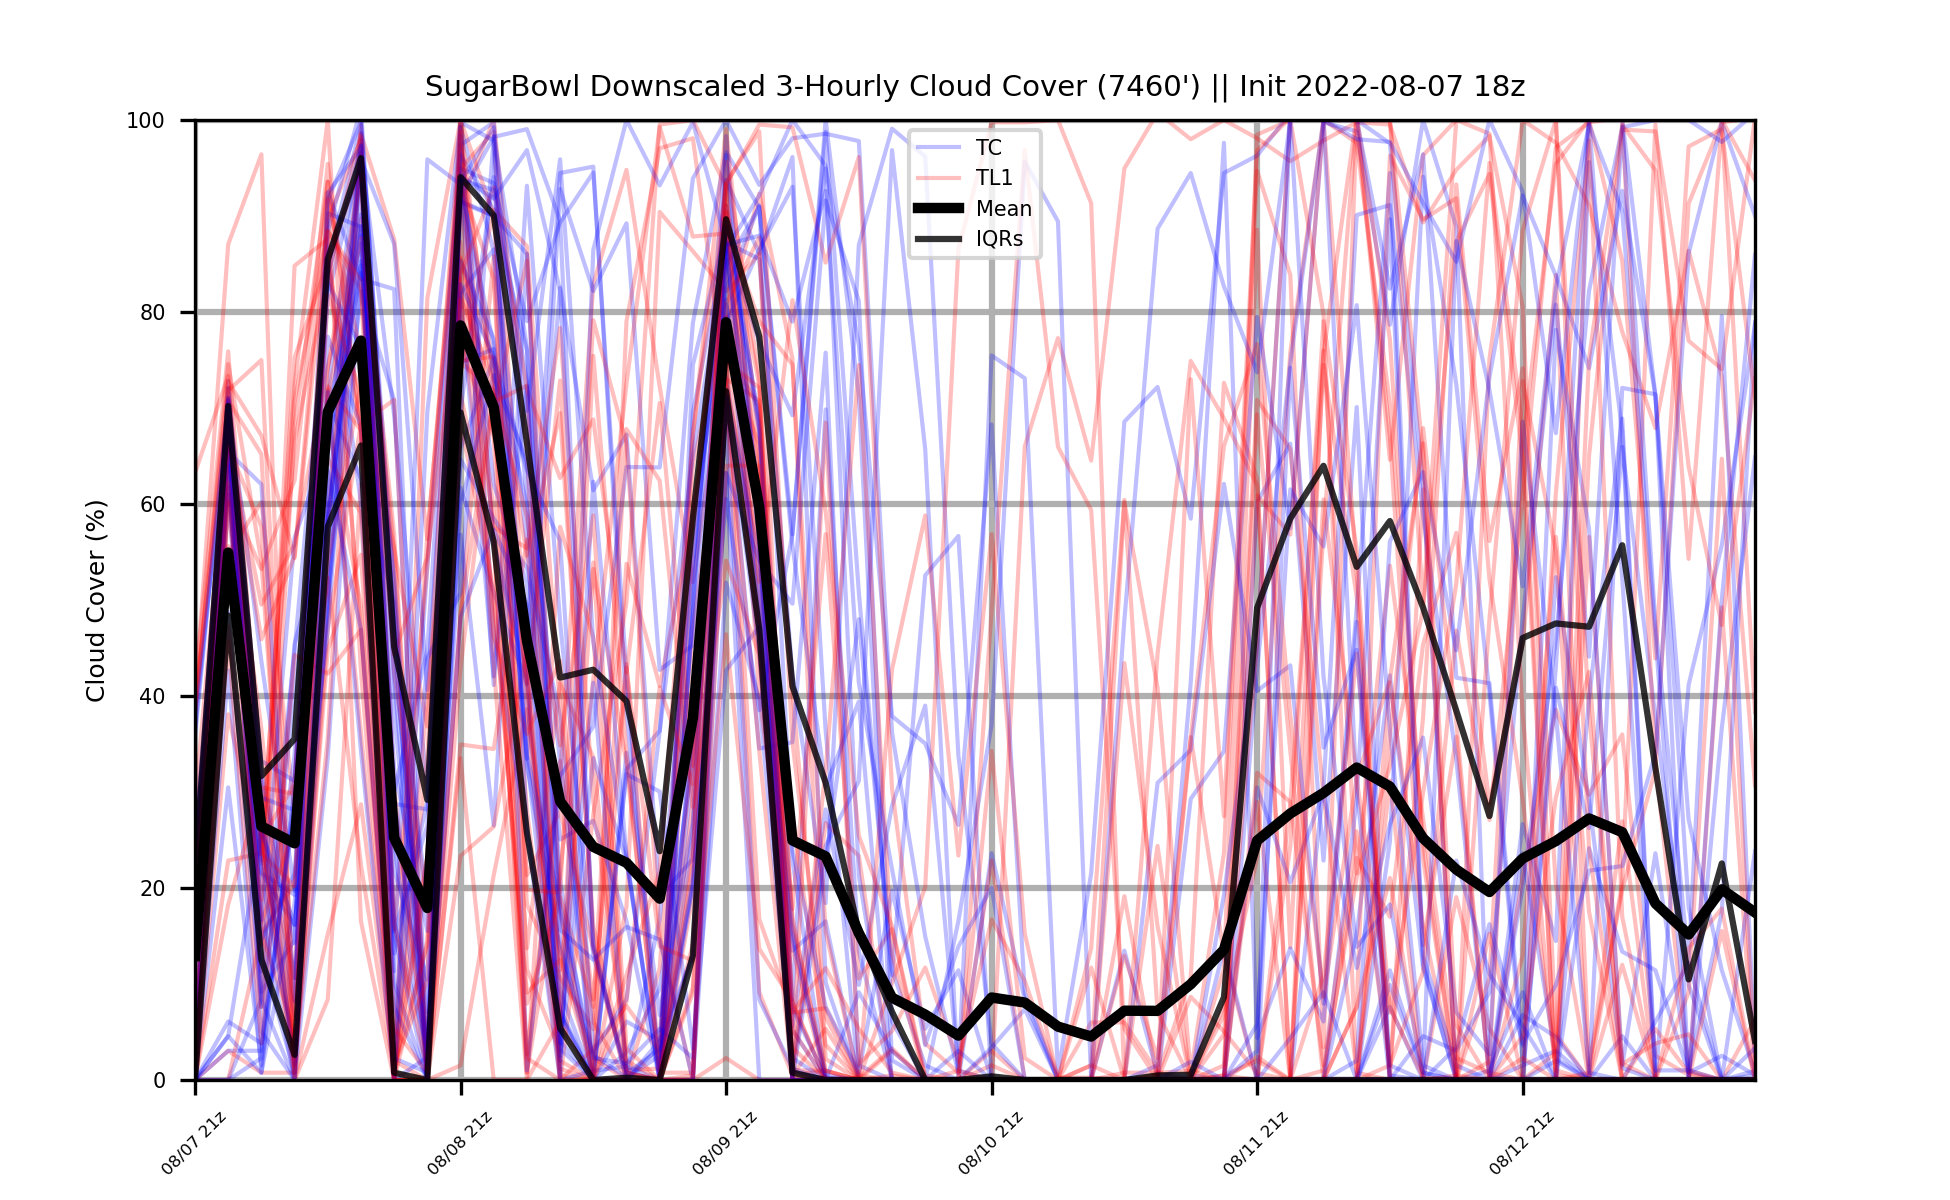 SugarBowl Downscaled 3-Hourly Cloud Cover (7460') || Init 2022-08-07 18z
TC
TL1
Mean
IQRs
Cloud Cover (%)
100
80
60
40
20
0
08/07 21z
08/08 21z
08/09 21z
08/10 21z
08/11 21z
08/12 21z